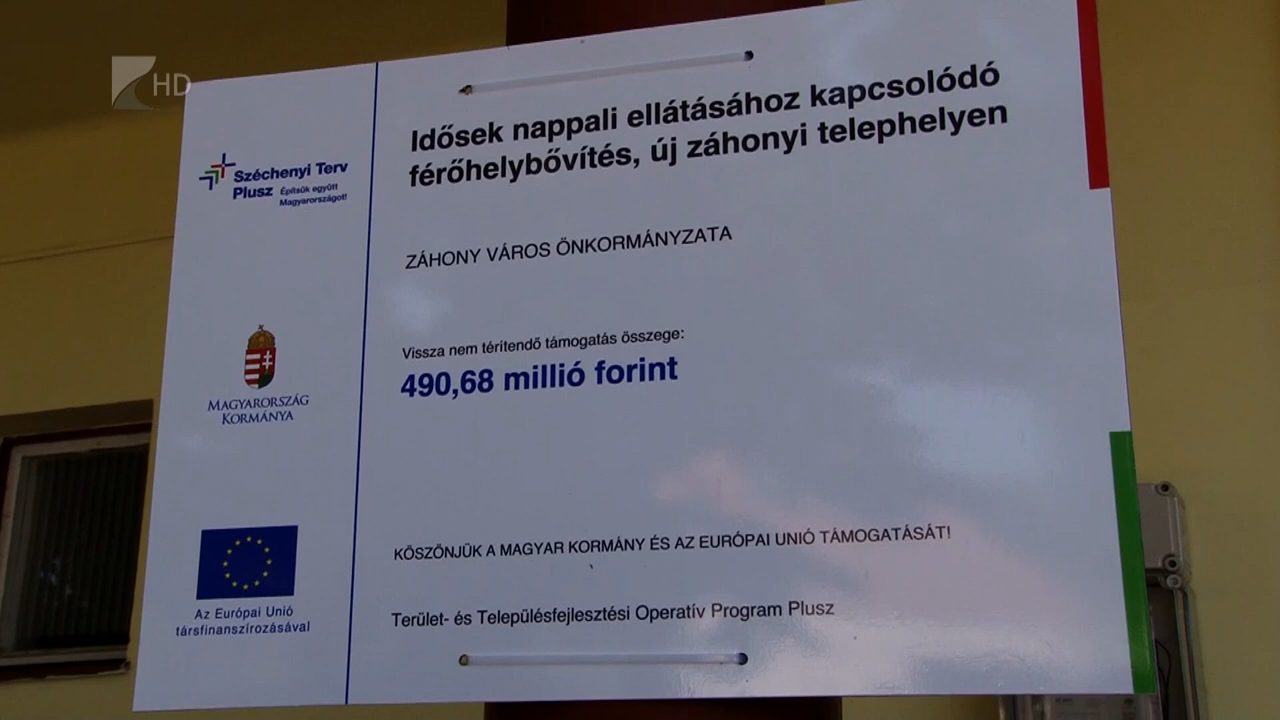 HD
Széchenyi Terv
Plusz
Építsük együtt
Magyarországot!
MAGYARORSZÁG
KORMÁNYA
Az Európai Unió
társfinanszírozásával
Idősek nappali ellátásához kapcsolódó
férőhelybővítés, új záhonyi telephelyen
ZÁHONY VÁROS ÖNKORMÁNYZATA
Vissza nem térítendő támogatás összege:
490,68 millió forint
KÖSZÖNJÜK A MAGYAR KORMÁNY ÉS AZ EURÓPAI UNIÓ TÁMOGATÁSÁT!
Terület- és Településfejlesztési Operatív Program Plusz